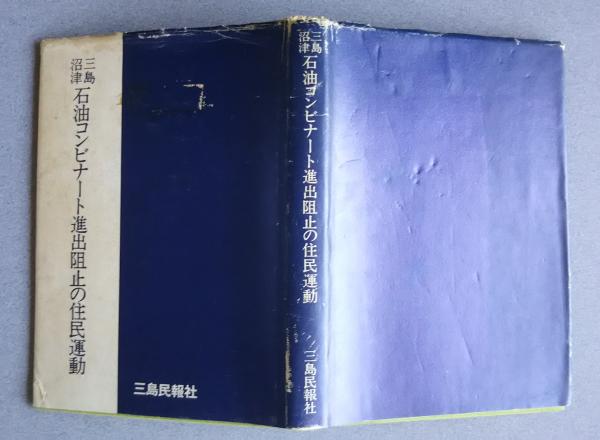 三島
沼津
石油コンビナート進出阻止の住民運動
三島民報社
三島
沼津
石油コンビナート進出阻止の住民運動
三島民報社